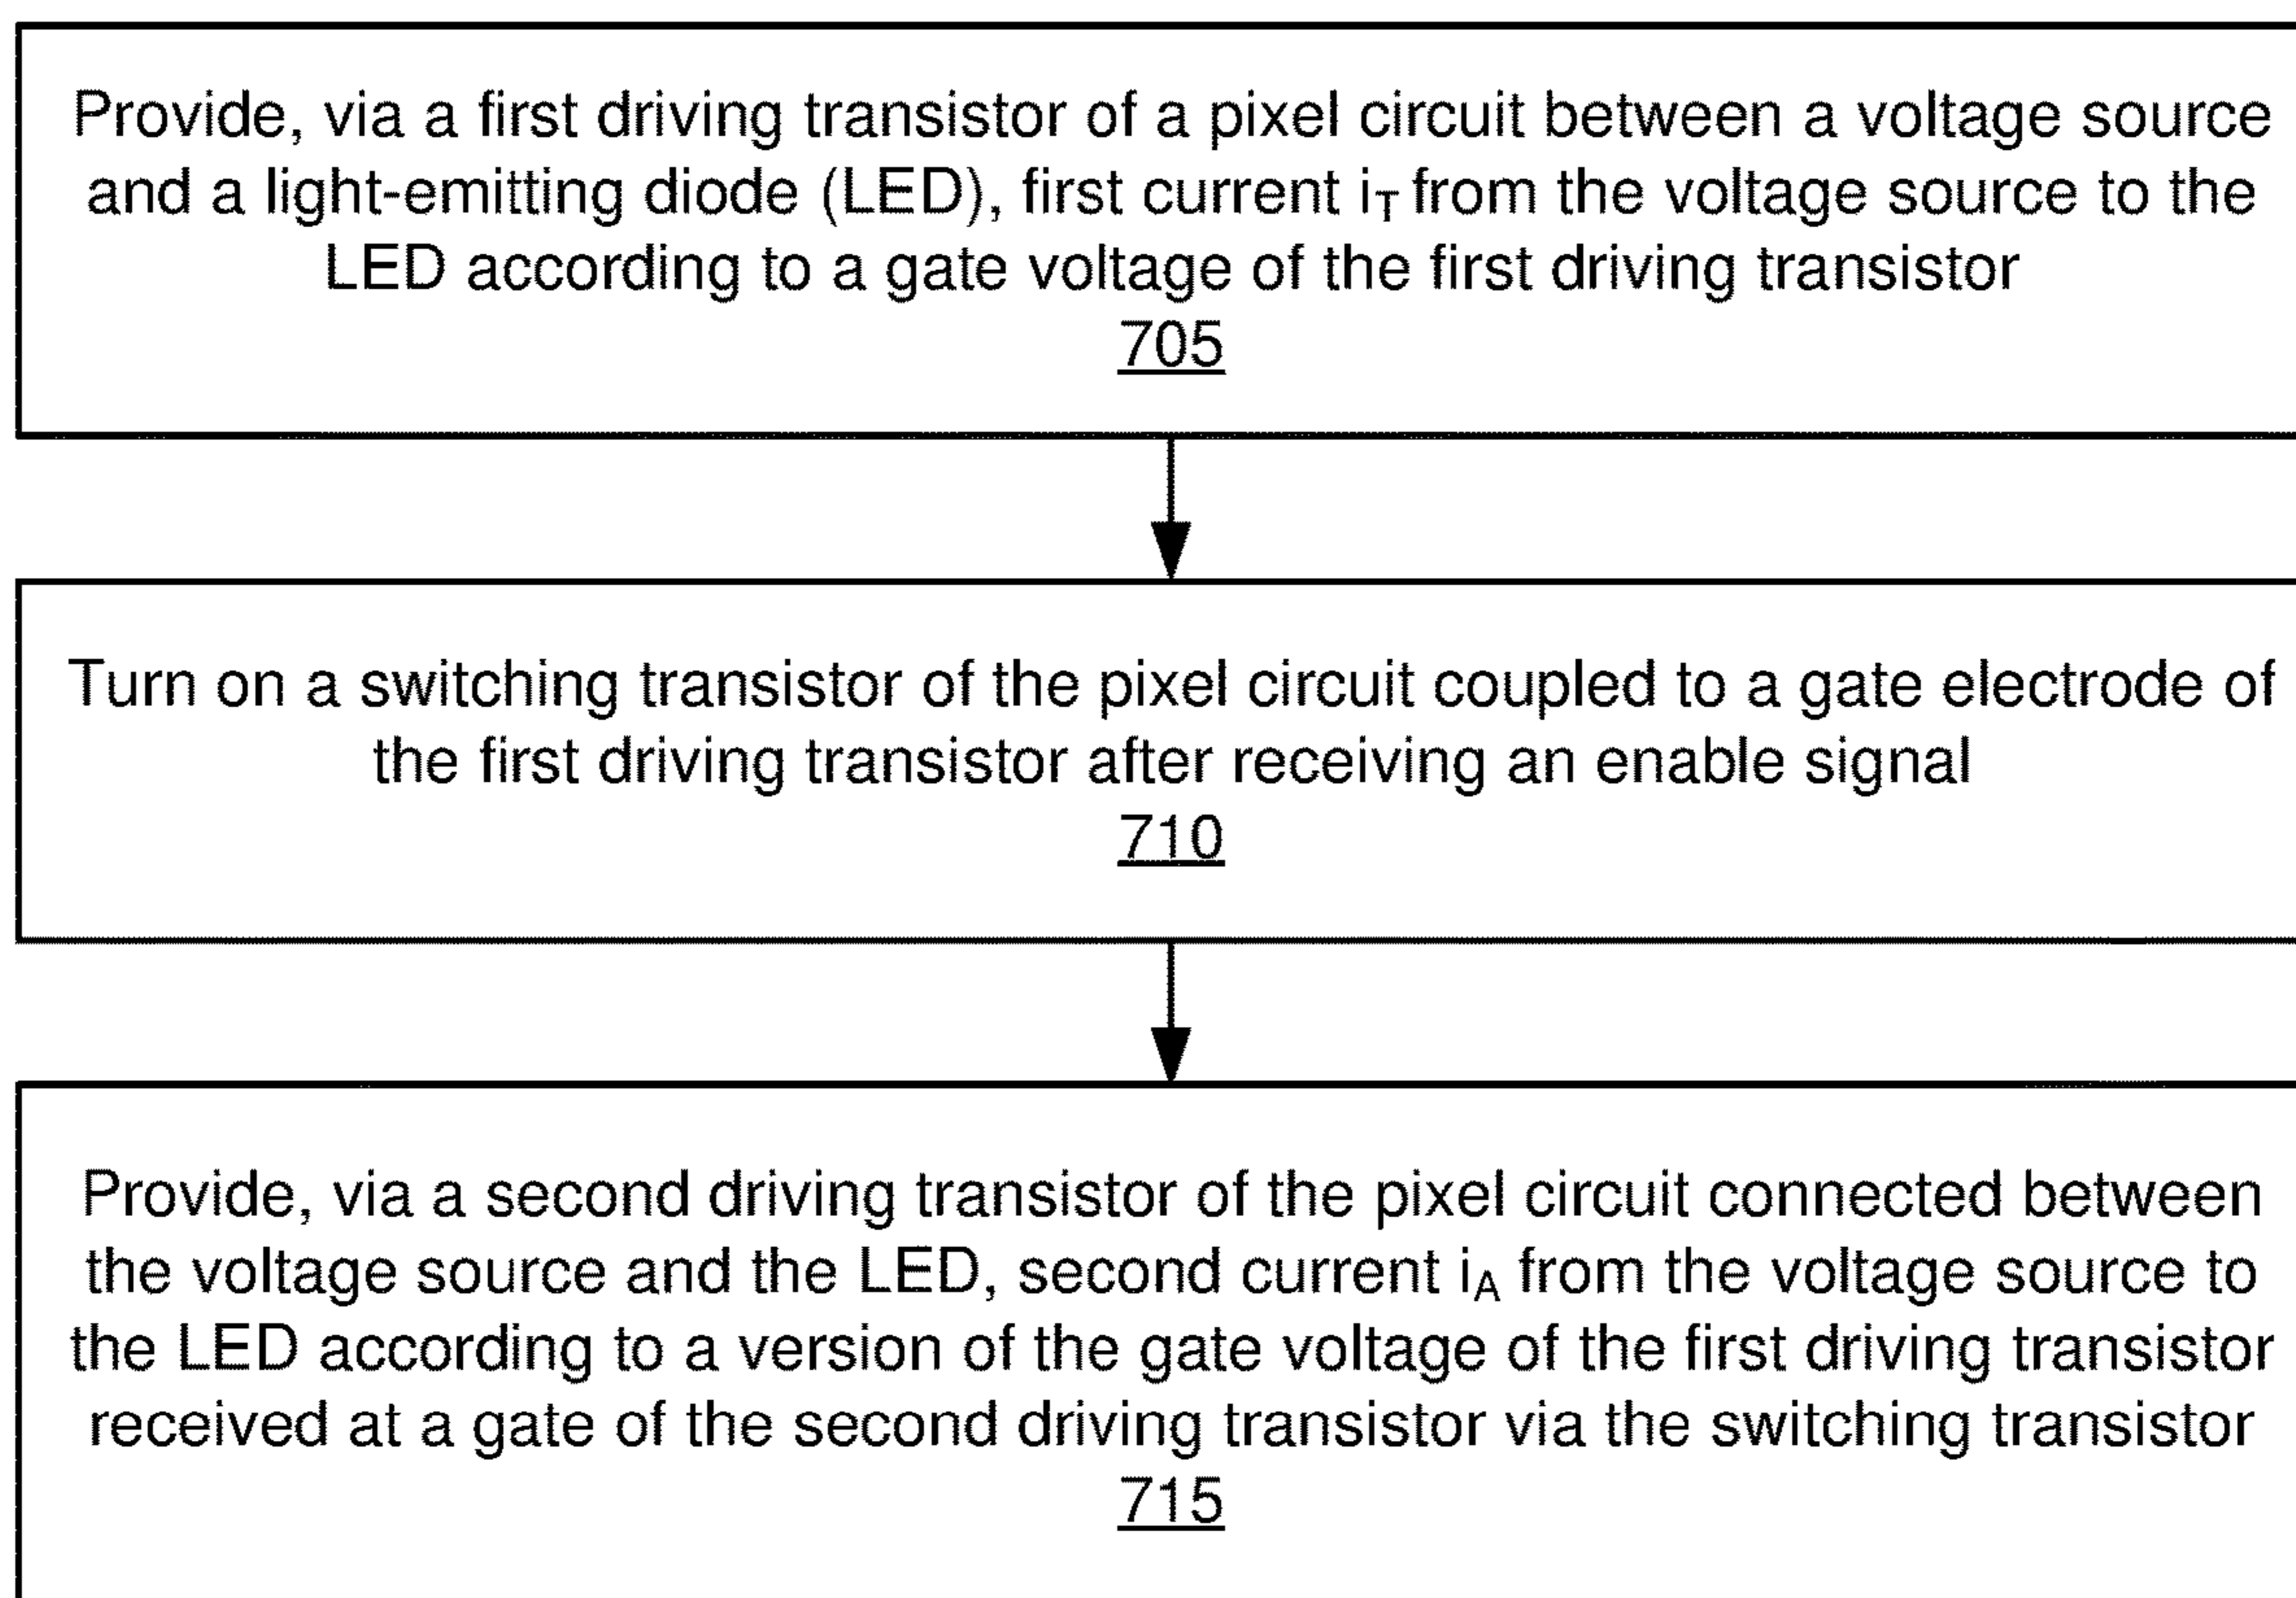 Provide, via a first driving transistor of a pixel circuit between a voltage source
and a light-emitting diode (LED), first current i_T from the voltage source to the
LED according to a gate voltage of the first driving transistor
705
Turn on a switching transistor of the pixel circuit coupled to a gate electrode of
the first driving transistor after receiving an enable signal
710
Provide, via a second driving transistor of the pixel circuit connected between
the voltage source and the LED, second current i_A from the voltage source to
the LED according to a version of the gate voltage of the first driving transistor
received at a gate of the second driving transistor via the switching transistor
715